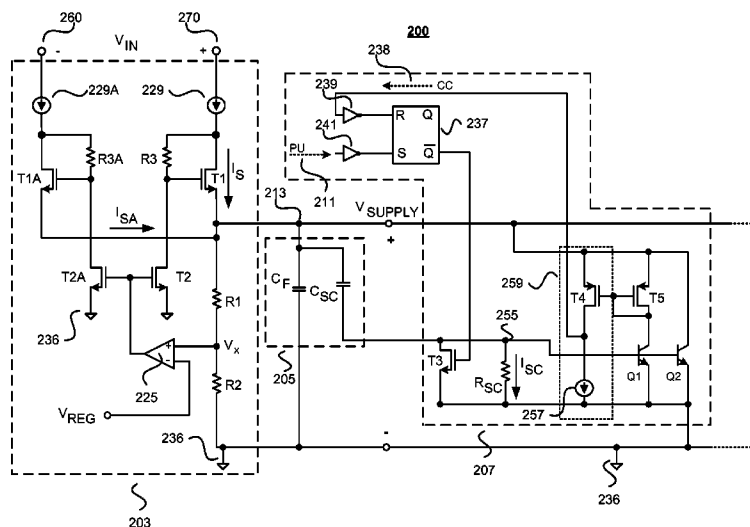 200
260
-
V_IN
+
270
229A
229
R3A
R3
T1A
T1
I_S
I_SA
T2A
T2
236
R1
V_x
+
-
225
R2
V_REG
236
203
238
CC
239
241
R Q
S Q̅
237
PU
211
213
V_SUPPLY
+
C_F
C_SC
205
259
T4
T5
255
T3
R_SC
I_SC
257
Q1
Q2
-
207
236